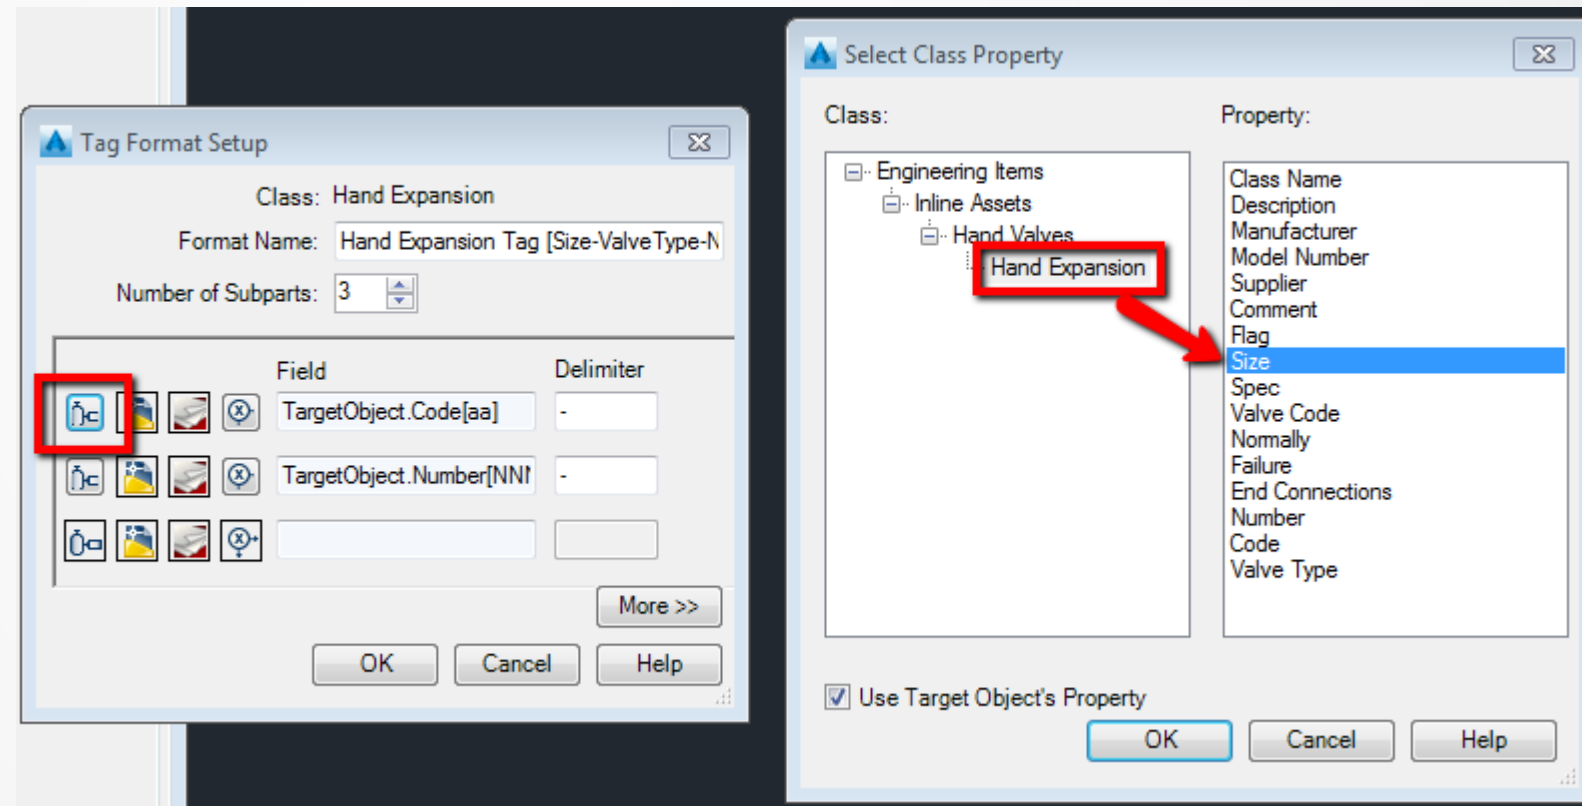 Tag Format Setup
Class: Hand Expansion
Format Name: Hand Expansion Tag [Size-ValveType-N
Number of Subparts: 3
Field Delimiter
TargetObject.Code[aa] -
TargetObject.Number[NNN -
More >>
OK Cancel Help
Select Class Property
Class:
Engineering Items
Inline Assets
Hand Valves
Hand Expansion
Property:
Class Name
Description
Manufacturer
Model Number
Supplier
Comment
Flag
Size
Spec
Valve Code
Normally
Failure
End Connections
Number
Code
Valve Type
Use Target Object's Property
OK Cancel Help